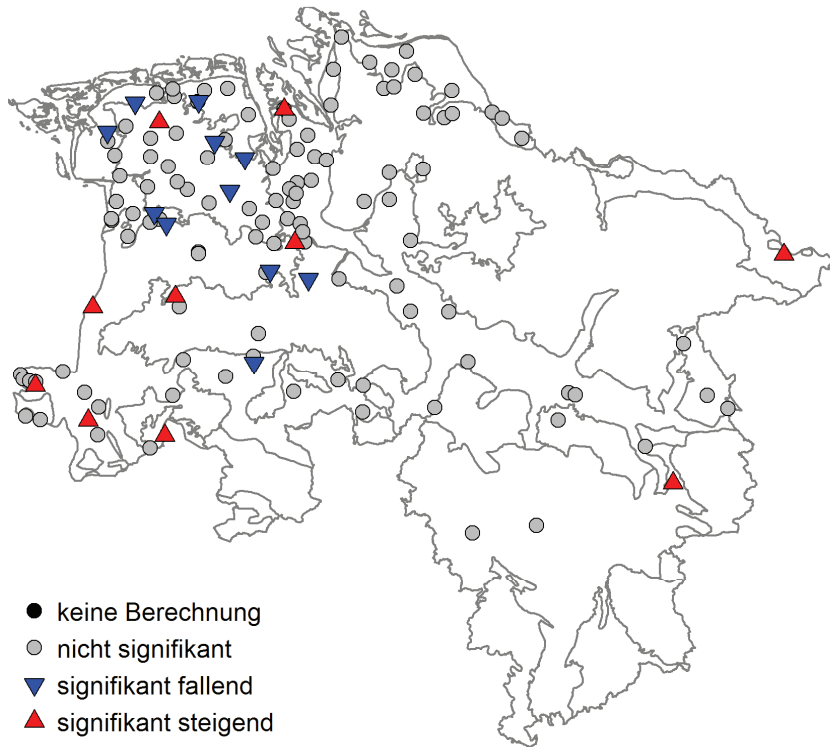 keine Berechnung
nicht signifikant
signifikant fallend
signifikant steigend